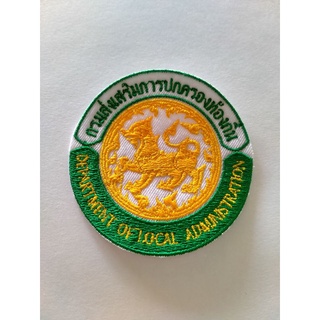 กรมส่งเสริมการปกครองท้องถิ่น
DEPARTMENT OF LOCAL ADMINISTRATION